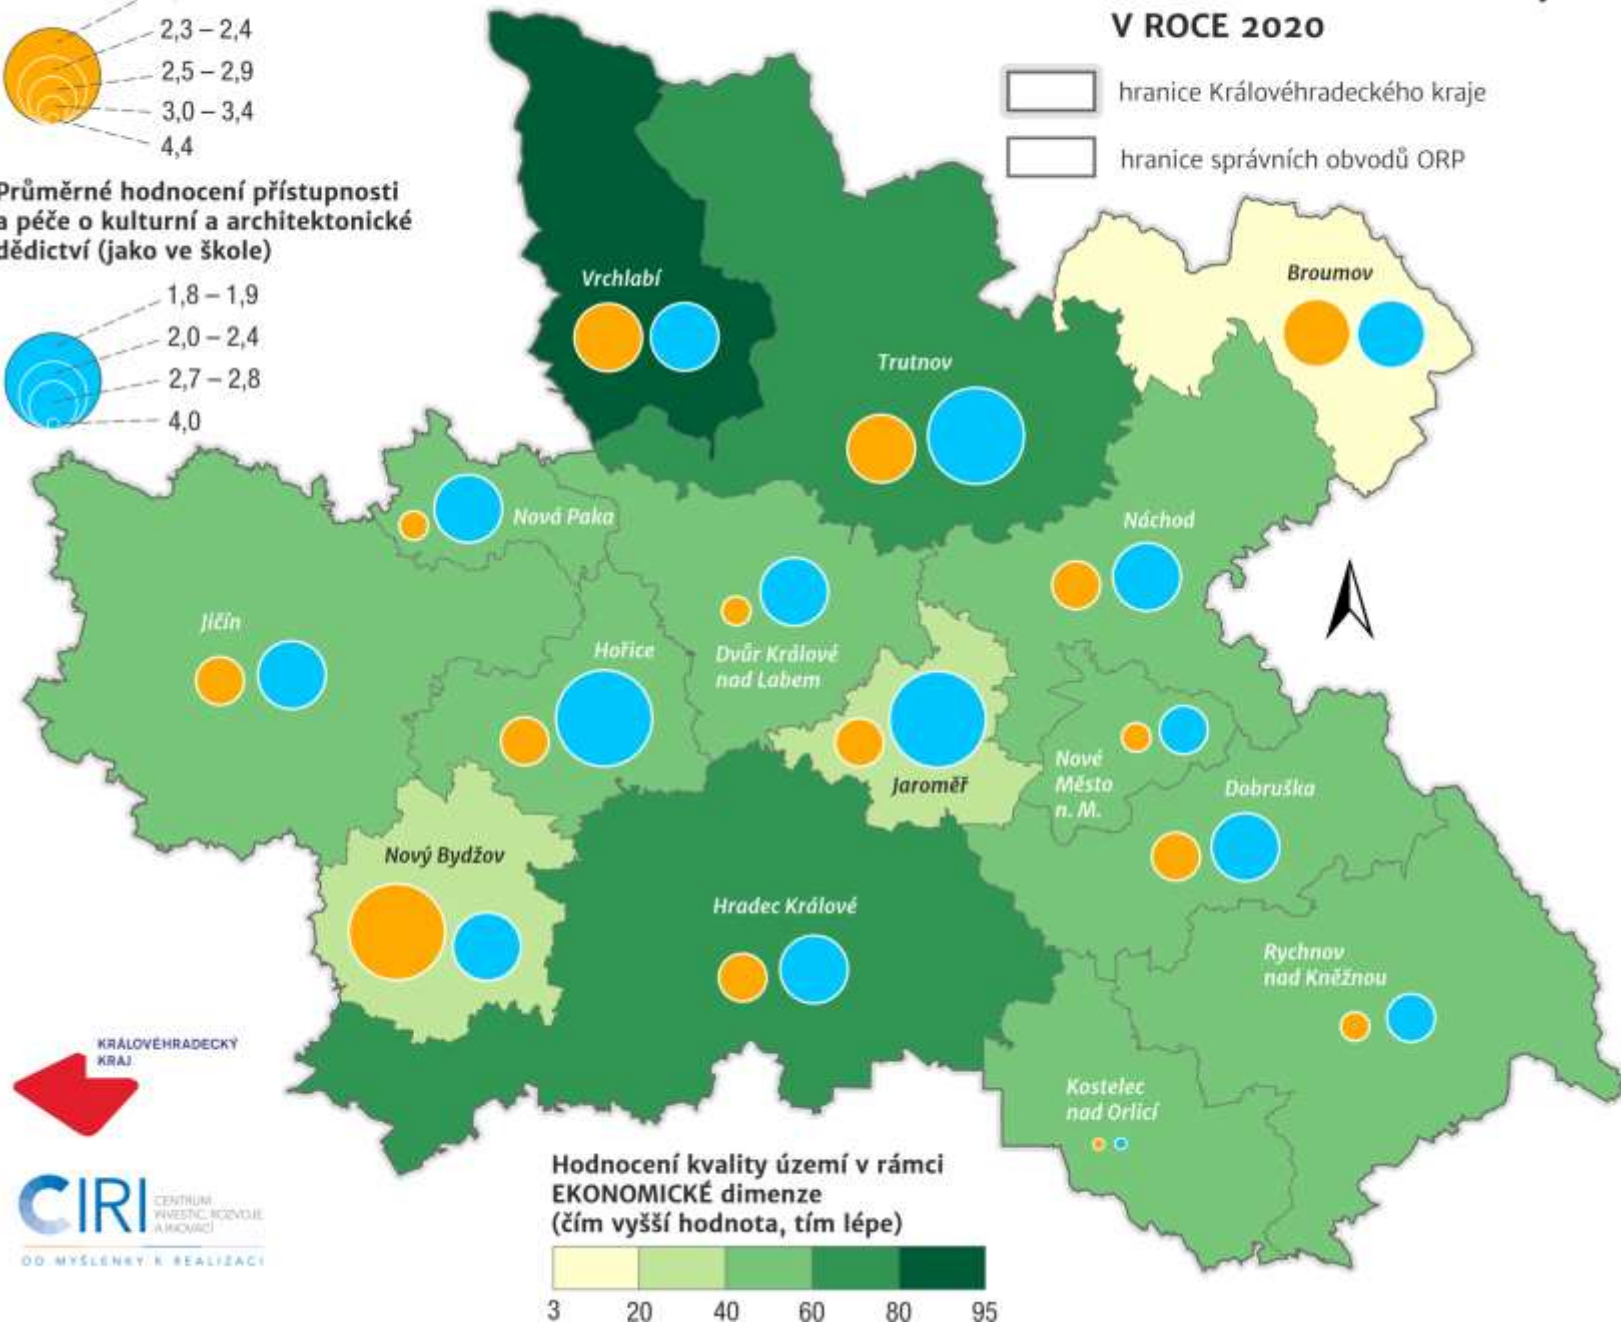 V ROCE 2020
hranice Královéhradeckého kraje
hranice správních obvodů ORP
2,3 – 2,4
2,5 – 2,9
3,0 – 3,4
4,4
Průměrné hodnocení přístupnosti
a péče o kulturní a architektonické
dědictví (jako ve škole)
1,8 – 1,9
2,0 – 2,4
2,7 – 2,8
4,0
Vrchlabí
Broumov
Trutnov
Nová Paka
Náchod
Jičín
Hořice
Dvůr Králové
nad Labem
Jaroměř
Nové
Město
n. M.
Dobruška
Nový Bydžov
Hradec Králové
Rychnov
nad Kněžnou
Kostelec
nad Orlicí
KRÁLOVÉHRADECKÝ
KRAJ
CIRI
CENTRUM
INVESTIC, ROZVOJE
A INOVACÍ
OD MYŠLENKY K REALIZACI
Hodnocení kvality území v rámci
EKONOMICKÉ dimenze
(čím vyšší hodnota, tím lépe)
3 20 40 60 80 95